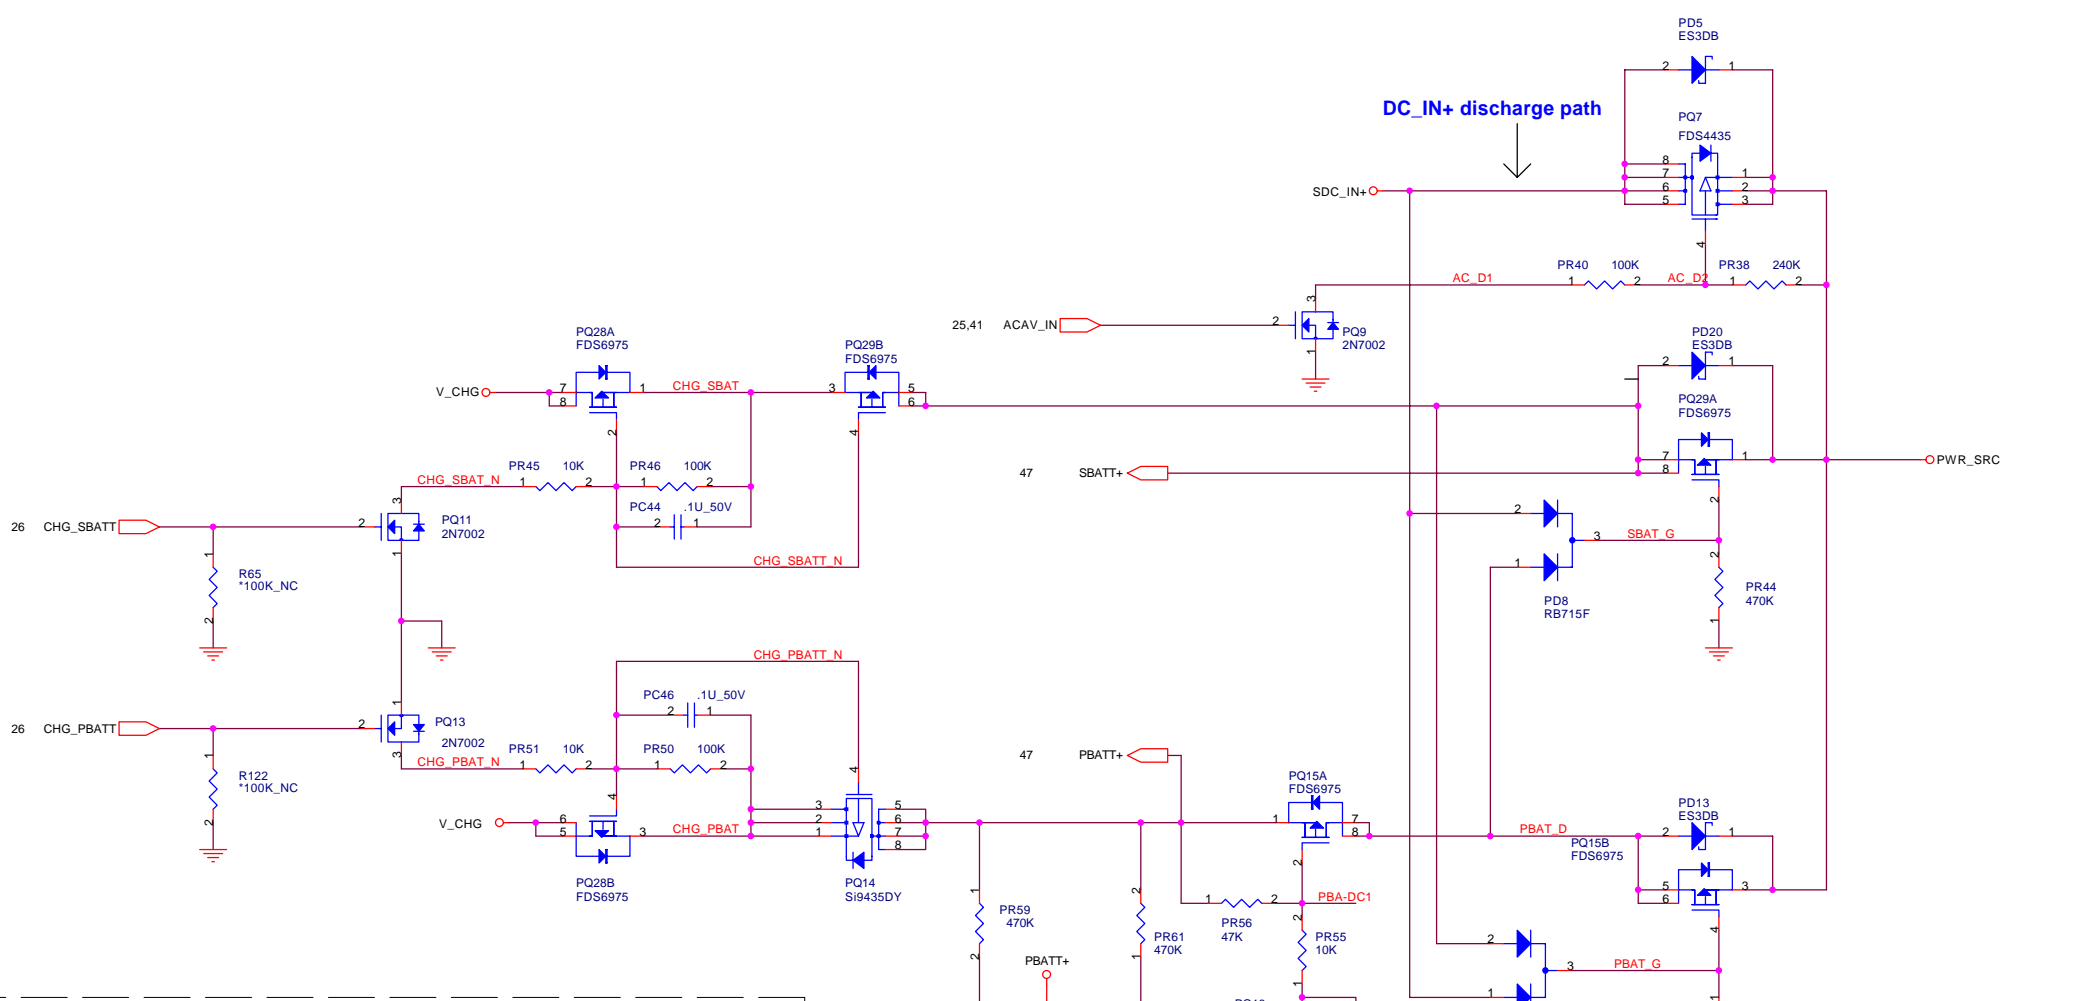 PD5
ES3DB
2
1
DC_IN+ discharge path
PQ7
FDS4435
8
7
6
5
1
2
3
4
SDC_IN+
PR40 100K
PR38 240K
AC_D1
1
2
AC_D2
1
2
25,41 ACAV_IN
2
3
1
PQ9
2N7002
PQ28A
FDS6975
PQ29B
FDS6975
V_CHG
7
8
1
2
CHG_SBAT
3
5
6
4
PD20
ES3DB
2
1
PQ29A
FDS6975
7
8
1
2
PWR_SRC
47 SBATT+
PR45 10K
PR46 100K
CHG_SBAT_N
1
2
1
2
PC44 .1U_50V
2
1
26 CHG_SBATT
2
3
1
PQ11
2N7002
CHG_SBATT_N
1
2
R65
*100K_NC
2
1
3
SBAT_G
PD8
RB715F
2
1
PR44
470K
CHG_PBATT_N
PC46 .1U_50V
2
1
26 CHG_PBATT
2
1
3
PQ13
2N7002
PR51 10K
PR50 100K
CHG_PBAT_N
1
2
1
2
1
2
R122
*100K_NC
47 PBATT+
V_CHG
6
5
4
3
CHG_PBAT
PQ28B
FDS6975
3
2
1
4
5
6
7
8
PQ14
Si9435DY
PQ15A
FDS6975
1
7
8
2
PBAT_D
PD13
ES3DB
2
1
PQ15B
FDS6975
5
6
3
4
1
2
PR59
470K
2
1
PR61
470K
1
2
PR56
47K
PBA-DC1
2
1
PR55
10K
PBATT+
2
1
3
PBAT_G
1